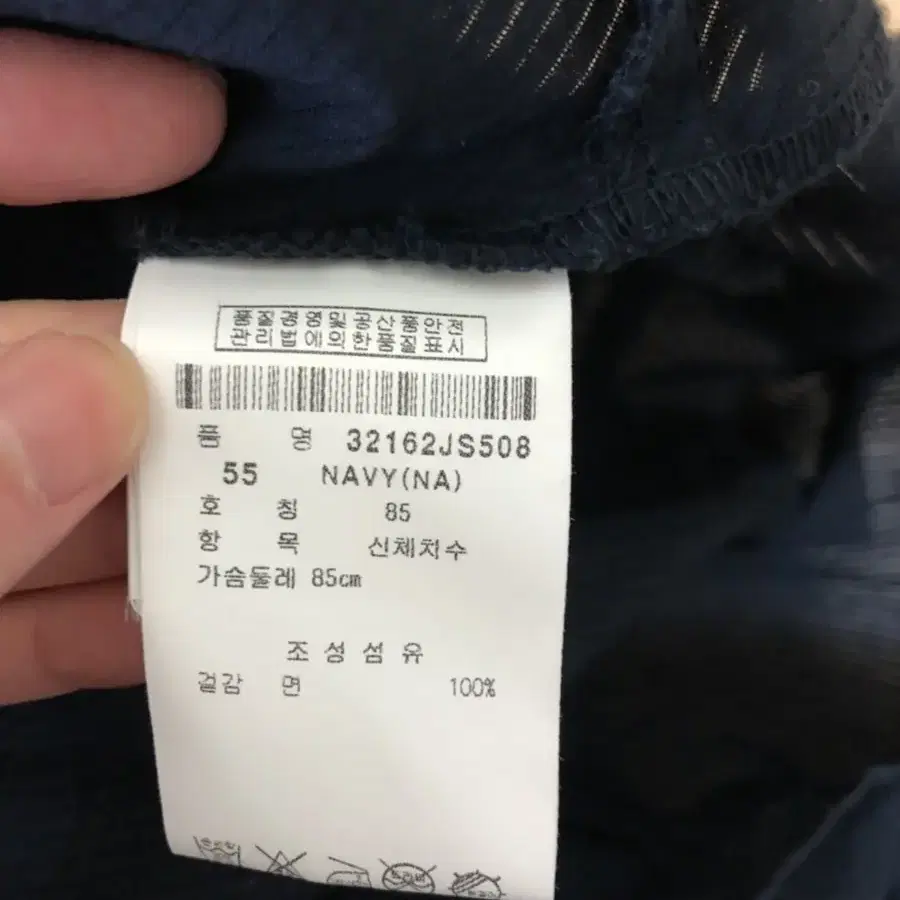 품질경영및공산품안전
관리법에의한품질표시
품 명 32162JS508
55 NAVY(NA)
호 칭 85
항 목 신체치수
가슴둘레 85cm
조성섬유
겉감 면 100%